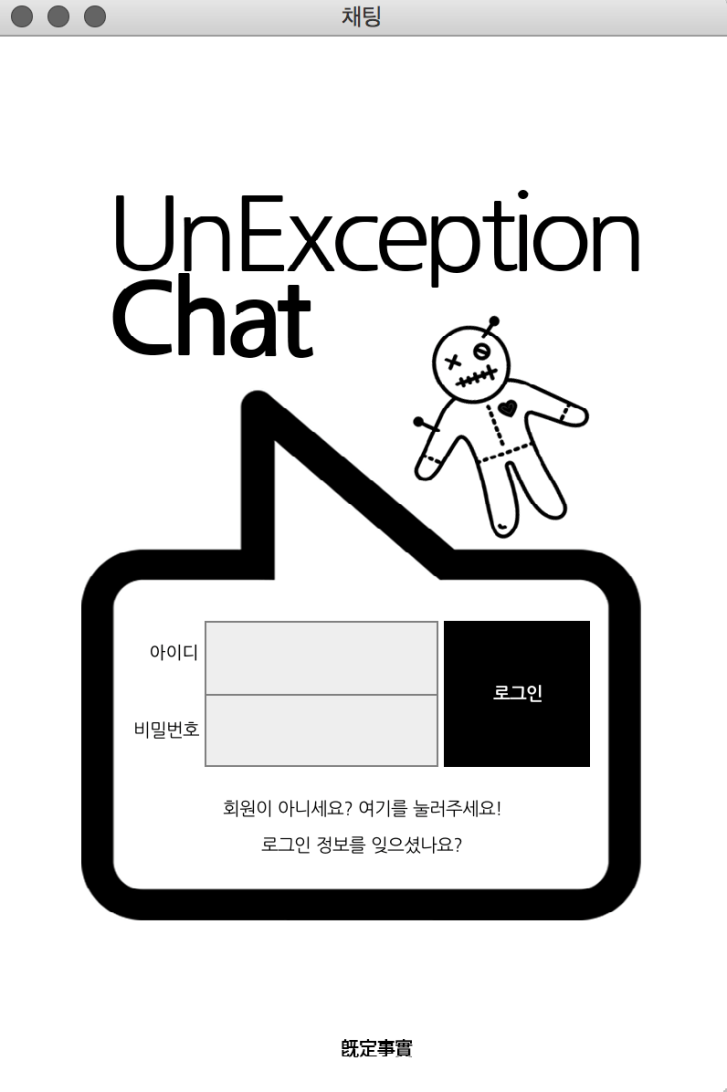 채팅
UnException
Chat
아이디
로그인
비밀번호
회원이 아니세요? 여기를 눌러주세요!
로그인 정보를 잊으셨나요?
旣定事實